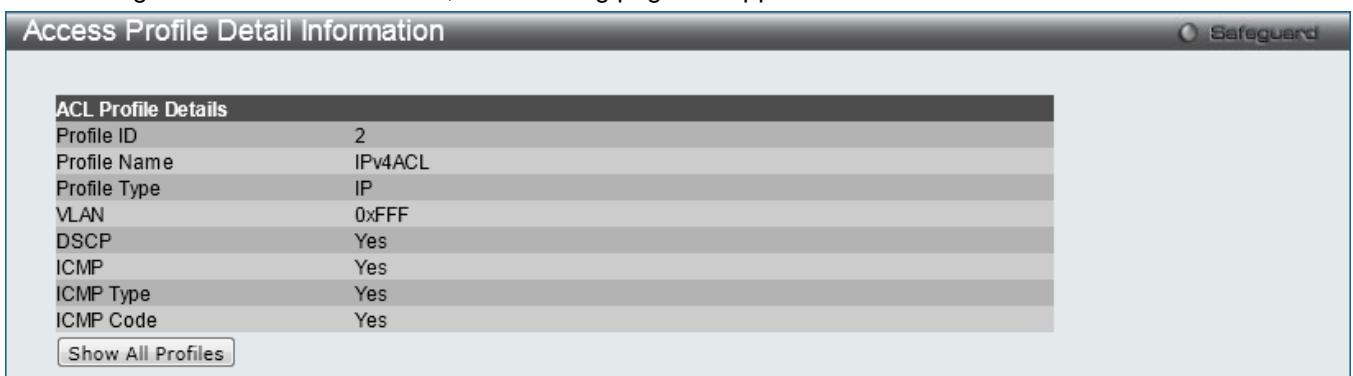 Access Profile Detail Information
Safeguard
ACL Profile Details
Profile ID 2
Profile Name IPv4ACL
Profile Type IP
VLAN 0xFFF
DSCP Yes
ICMP Yes
ICMP Type Yes
ICMP Code Yes
Show All Profiles